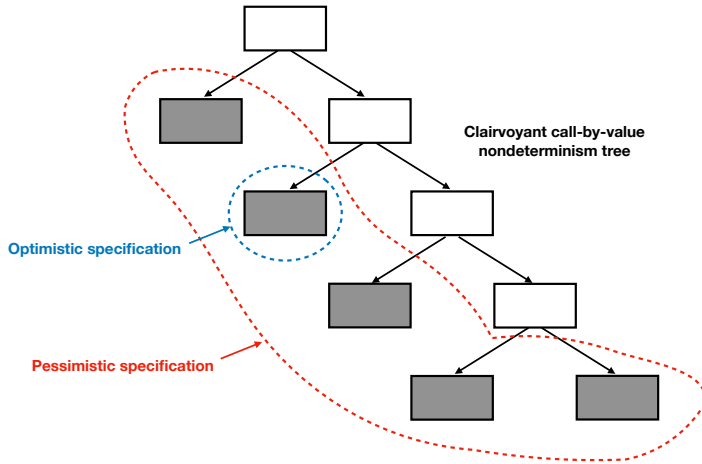 Clairvoyant call-by-value
nondeterminism tree
Optimistic specification
Pessimistic specification